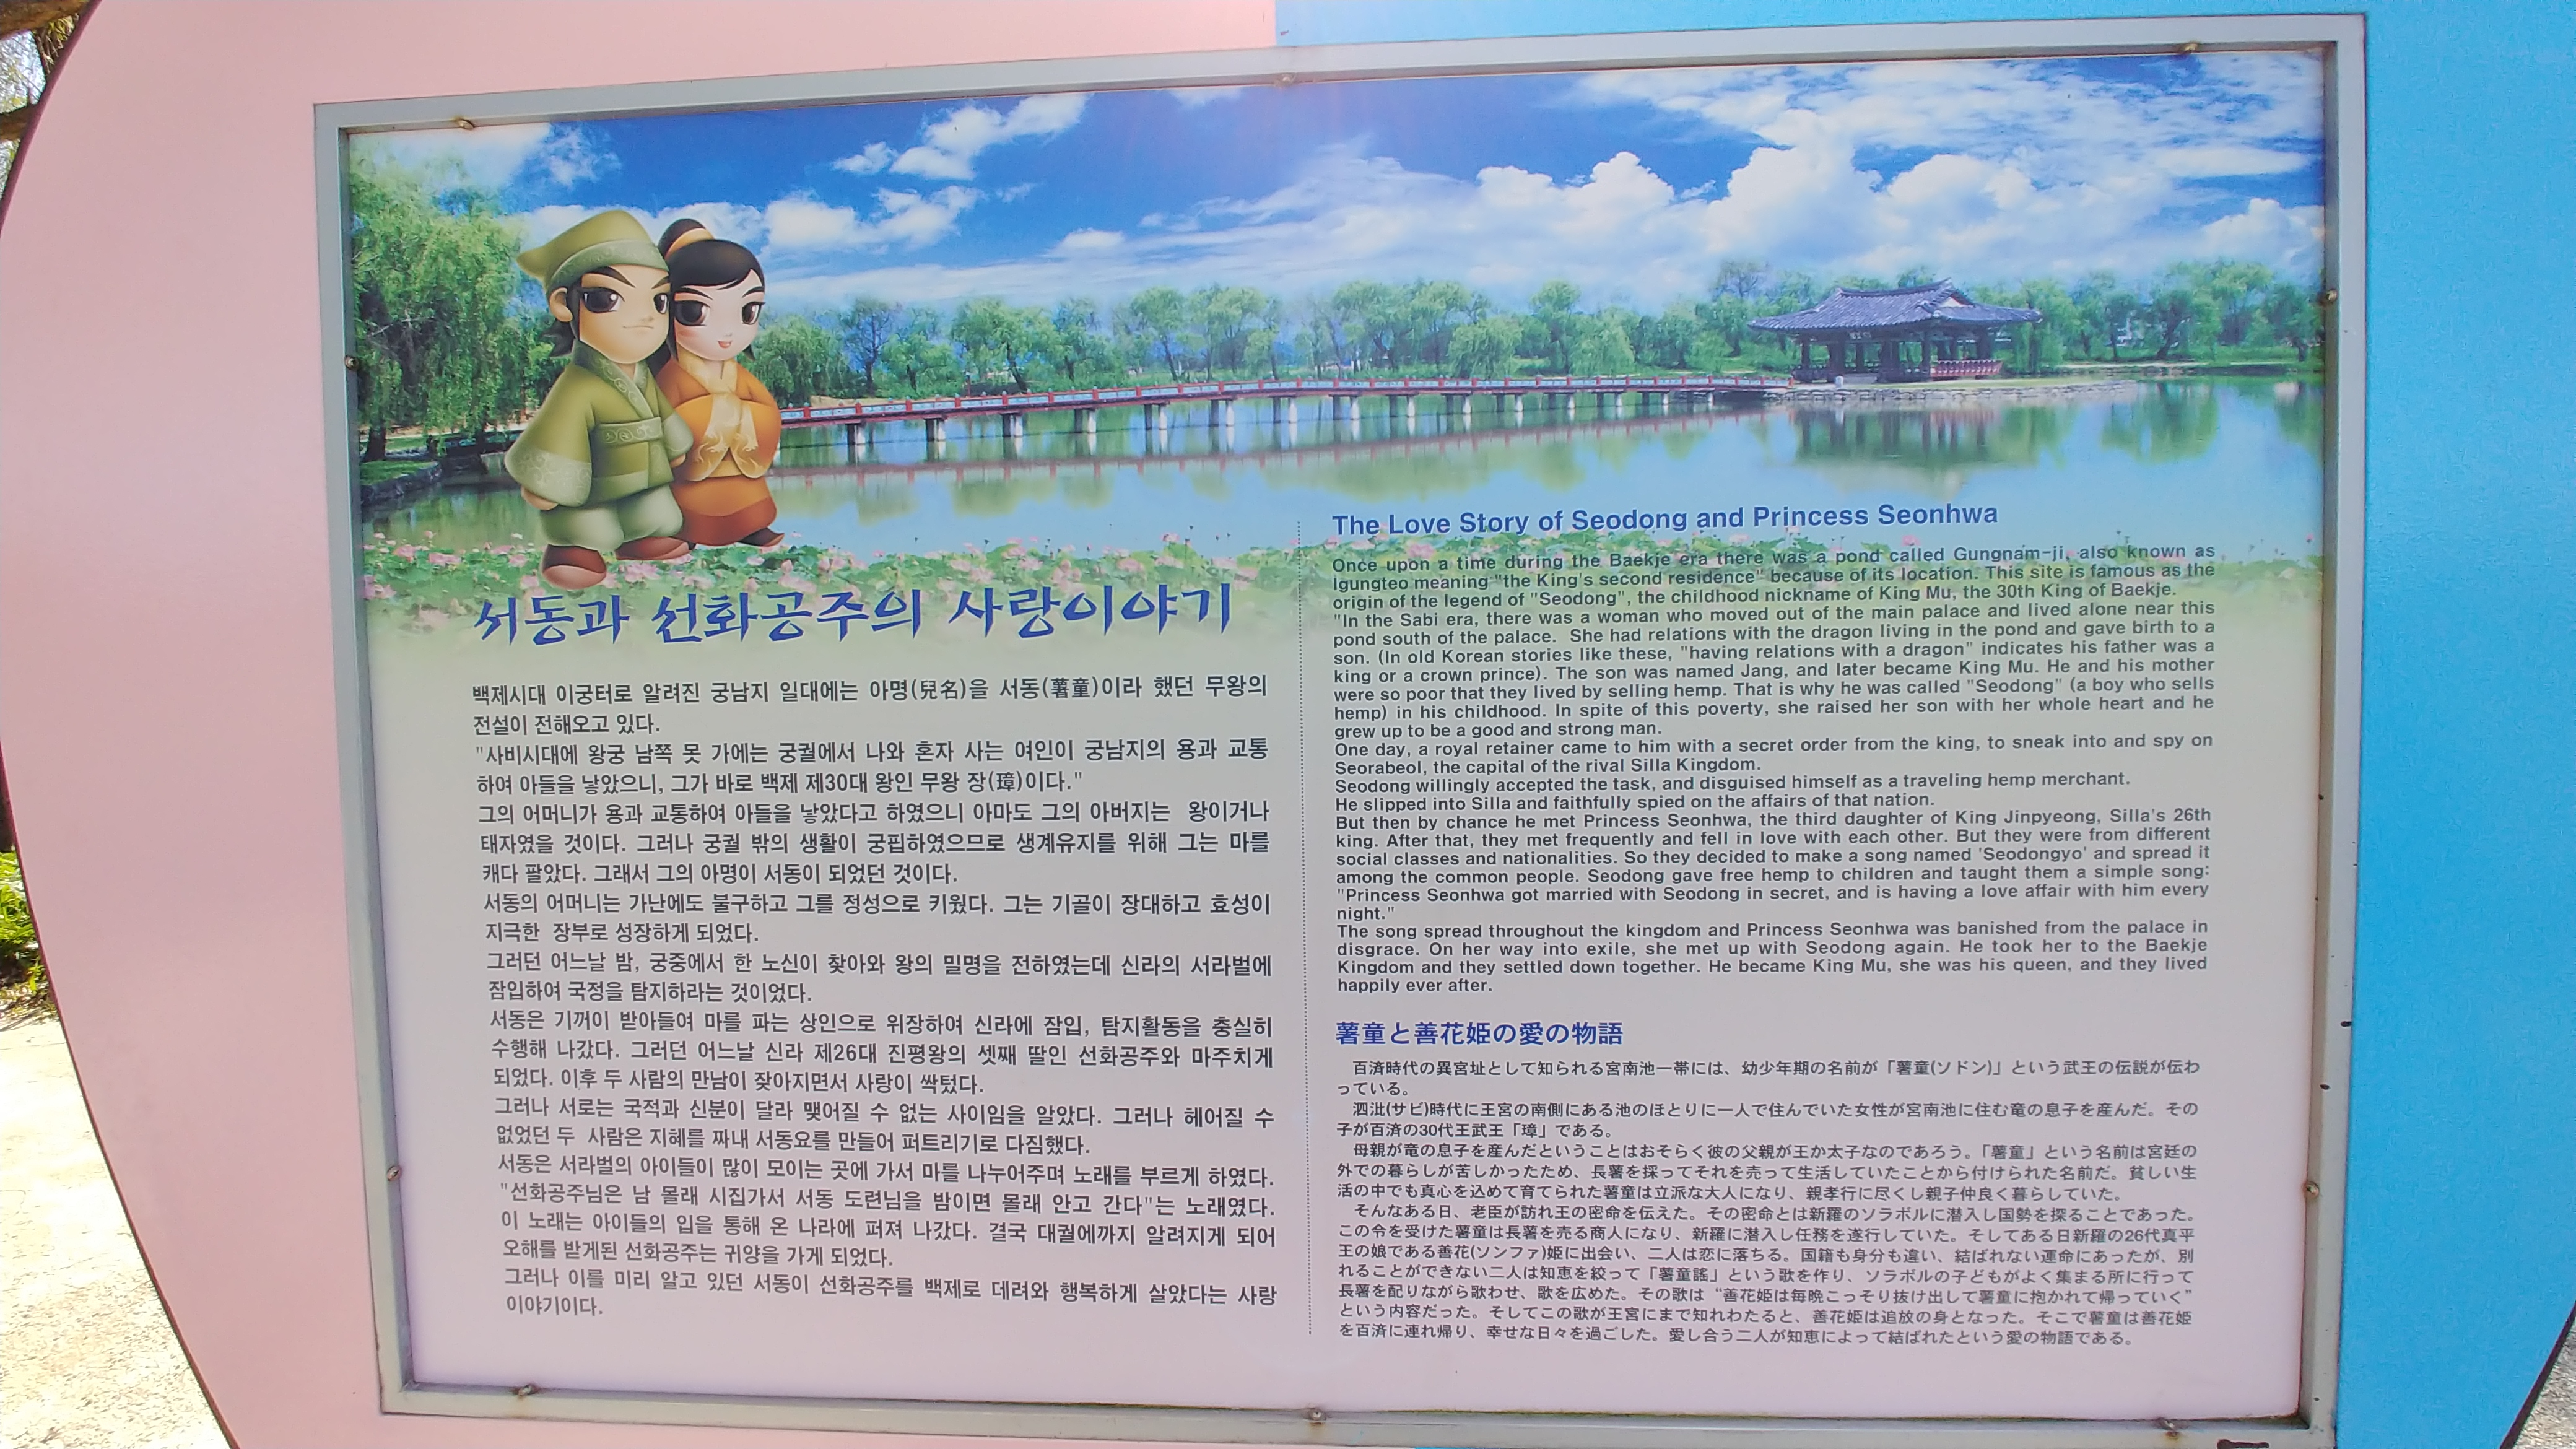 서동과 선화공주의 사랑이야기
백제시대 이궁터로 알려진 궁남지 일대에는 아명(兒名)을 서동(薯童)이라 했던 무왕의
전설이 전해오고 있다.
"사비시대에 왕궁 남쪽 못 가에는 궁궐에서 나와 혼자 사는 여인이 궁남지의 용과 교통
하여 아들을 낳았으니, 그가 바로 백제 제30대 왕인 무왕 장(璋)이다."
그의 어머니가 용과 교통하여 아들을 낳았다고 하였으니 아마도 그의 아버지는 왕이거나
태자였을 것이다. 그러나 궁궐 밖의 생활이 궁핍하였으므로 생계유지를 위해 그는 마를
캐다 팔았다. 그래서 그의 아명이 서동이 되었던 것이다.
서동의 어머니는 가난에도 불구하고 그를 정성으로 키웠다. 그는 기골이 장대하고 효성이
지극한 장부로 성장하게 되었다.
그러던 어느날 밤, 궁중에서 한 노신이 찾아와 왕의 밀명을 전하였는데 신라의 서라벌에
잠입하여 국정을 탐지하라는 것이었다.
서동은 기꺼이 받아들여 마를 파는 상인으로 위장하여 신라에 잠입, 탐지활동을 충실히
수행해 나갔다. 그러던 어느날 신라 제26대 진평왕의 셋째 딸인 선화공주와 마주치게
되었다. 이후 두 사람의 만남이 잦아지면서 사랑이 싹텄다.
그러나 서로는 국적과 신분이 달라 맺어질 수 없는 사이임을 알았다. 그러나 헤어질 수
없었던 두 사람은 지혜를 짜내 서동요를 만들어 퍼트리기로 다짐했다.
서동은 서라벌의 아이들이 많이 모이는 곳에 가서 마를 나누어주며 노래를 부르게 하였다.
"선화공주님은 남 몰래 시집가서 서동 도련님을 밤이면 몰래 안고 간다"는 노래였다.
이 노래는 아이들의 입을 통해 온 나라에 퍼져 나갔다. 결국 대궐에까지 알려지게 되어
오해를 받게된 선화공주는 귀양을 가게 되었다.
그러나 이를 미리 알고 있던 서동이 선화공주를 백제로 데려와 행복하게 살았다는 사랑
이야기이다.
The Love Story of Seodong and Princess Seonhwa
Once upon a time during the Baekje era there was a pond called Gungnam-ji, also known as
Igungteo meaning "the King's second residence" because of its location. This site is famous as the
origin of the legend of "Seodong", the childhood nickname of King Mu, the 30th King of Baekje.
"In the Sabi era, there was a woman who moved out of the main palace and lived alone near this
pond south of the palace. She had relations with the dragon living in the pond and gave birth to a
son. (In old Korean stories like these, "having relations with a dragon" indicates his father was a
king or a crown prince). The son was named Jang, and later became King Mu. He and his mother
were so poor that they lived by selling hemp. That is why he was called "Seodong" (a boy who sells
hemp) in his childhood. In spite of this poverty, she raised her son with her whole heart and he
grew up to be a good and strong man.
One day, a royal retainer came to him with a secret order from the king, to sneak into and spy on
Seorabeol, the capital of the rival Silla Kingdom.
Seodong willingly accepted the task, and disguised himself as a traveling hemp merchant.
He slipped into Silla and faithfully spied on the affairs of that nation.
But then by chance he met Princess Seonhwa, the third daughter of King Jinpyeong, Silla's 26th
king. After that, they met frequently and fell in love with each other. But they were from different
social classes and nationalities. So they decided to make a song named 'Seodongyo' and spread it
among the common people. Seodong gave free hemp to children and taught them a simple song:
"Princess Seonhwa got married with Seodong in secret, and is having a love affair with him every
night."
The song spread throughout the kingdom and Princess Seonhwa was banished from the palace in
disgrace. On her way into exile, she met up with Seodong again. He took her to the Baekje
Kingdom and they settled down together. He became King Mu, she was his queen, and they lived
happily ever after.
薯童と善花姫の愛の物語
百済時代の異宮址として知られる宮南池一帯には、幼少年期の名前が「薯童(ソドン)」という武王の伝説が伝わ
っている。
泗沘(サビ)時代に王宮の南側にある池のほとりに一人で住んでいた女性が宮南池に住む竜の息子を産んだ。その
子が百済の30代王武王「璋」である。
母親が竜の息子を産んだということはおそらく彼の父親が王か太子なのであろう。「薯童」という名前は宮廷の
外での暮らしが苦しかったため、長薯を採ってそれを売って生活していたことから付けられた名前だ。貧しい生
活の中でも真心を込めて育てられた薯童は立派な大人になり、親孝行に尽くし親子仲良く暮らしていた。
そんなある日、老臣が訪れ王の密命を伝えた。その密命とは新羅のソラボルに潜入し国勢を探ることであった。
この令を受けた薯童は長薯を売る商人になり、新羅に潜入し任務を遂行していた。そしてある日新羅の26代真平
王の娘である善花(ソンファ)姫に出会い、二人は恋に落ちる。国籍も身分も違い、結ばれない運命にあったが、別
れることができない二人は知恵を絞って「薯童謠」という歌を作り、ソラボルの子どもがよく集まる所に行って
長薯を配りながら歌わせ、歌を広めた。その歌は“善花姫は毎晩こっそり抜け出して薯童に抱かれて帰っていく”
という内容だった。そしてこの歌が王宮にまで知れわたると、善花姫は追放の身となった。そこで薯童は善花姫
を百済に連れ帰り、幸せな日々を過ごした。愛し合う二人が知恵によって結ばれたという愛の物語である。